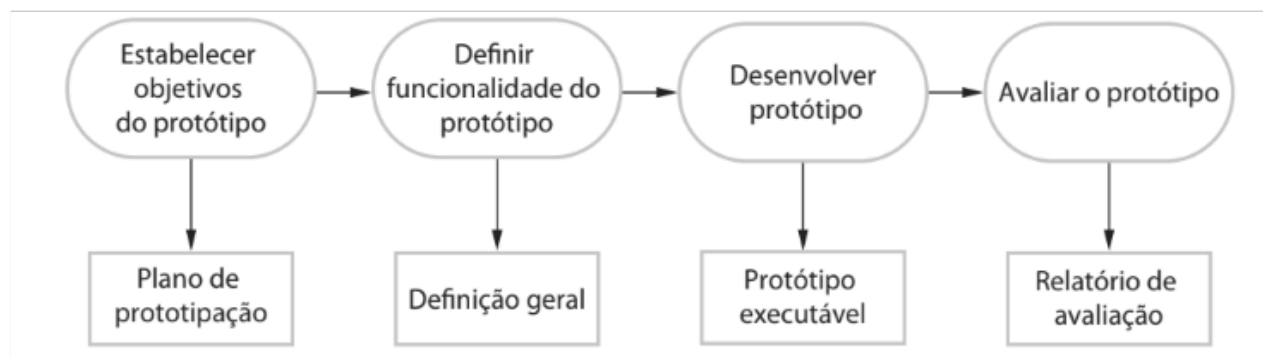 Estabelecer
objetivos
do protótipo
Definir
funcionalidade do
protótipo
Desenvolver
protótipo
Avaliar o protótipo
Plano de
prototipação
Definição geral
Protótipo
executável
Relatório de
avaliação